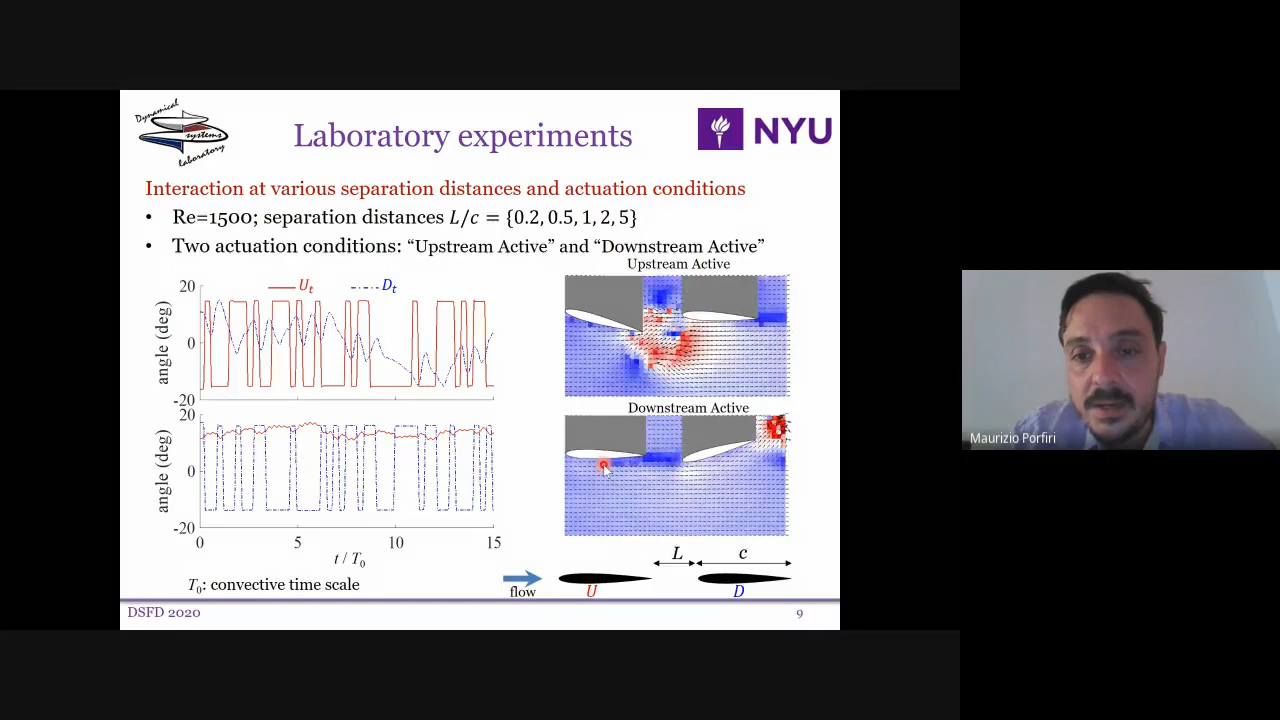 Dynamical
systems
Laboratory
Laboratory experiments
NYU
Interaction at various separation distances and actuation conditions
• Re=1500; separation distances L/c = {0.2, 0.5, 1, 2, 5}
• Two actuation conditions: “Upstream Active” and “Downstream Active”
Upstream Active
U_t
D_t
20
0
-20
angle (deg)
Downstream Active
20
0
-20
angle (deg)
0 5 10 15
t / T_0
T_0: convective time scale
flow
L
c
U
D
DSFD 2020
9
Maurizio Porfiri